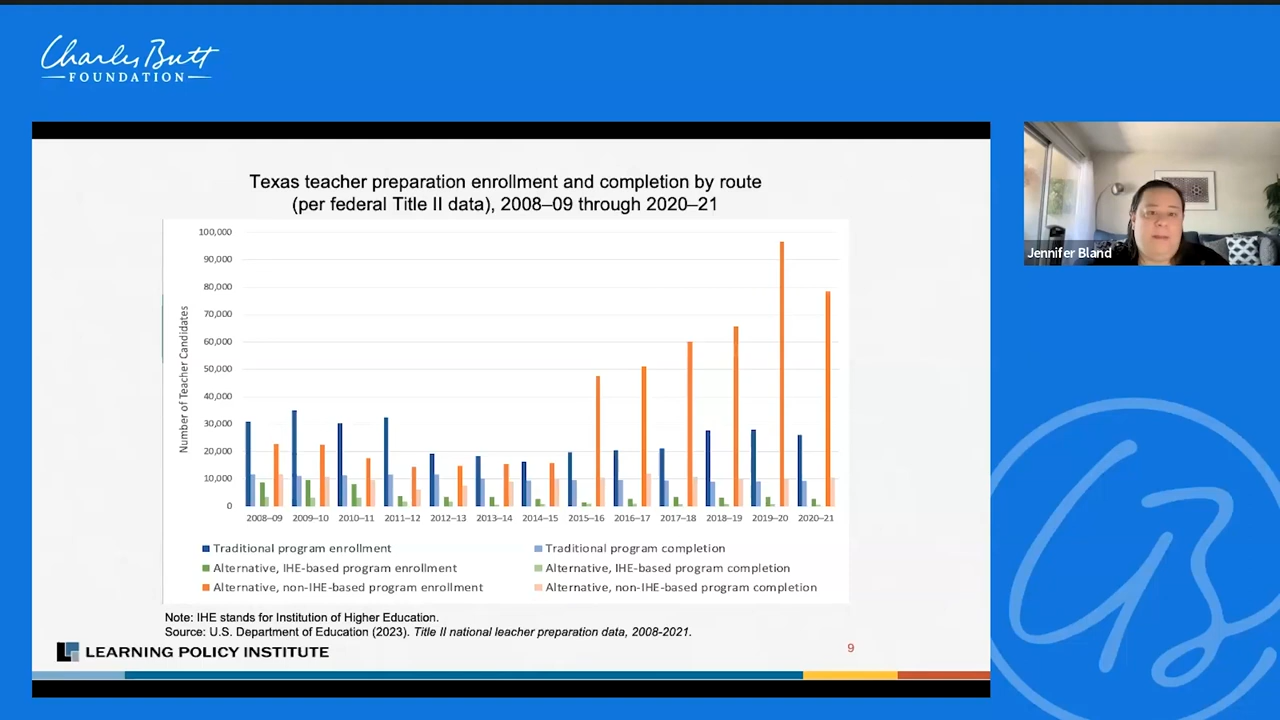 Charles Butt
FOUNDATION
Texas teacher preparation enrollment and completion by route
(per federal Title II data), 2008–09 through 2020–21
100,000
90,000
80,000
70,000
60,000
50,000
40,000
30,000
20,000
10,000
0
Number of Teacher Candidates
2008–09 2009–10 2010–11 2011–12 2012–13 2013–14 2014–15 2015–16 2016–17 2017–18 2018–19 2019–20 2020–21
Traditional program enrollment Traditional program completion
Alternative, IHE-based program enrollment Alternative, IHE-based program completion
Alternative, non-IHE-based program enrollment Alternative, non-IHE-based program completion
Note: IHE stands for Institution of Higher Education.
Source: U.S. Department of Education (2023). Title II national leacher preparation data, 2008-2021.
LEARNING POLICY INSTITUTE
9
Jennifer Bland